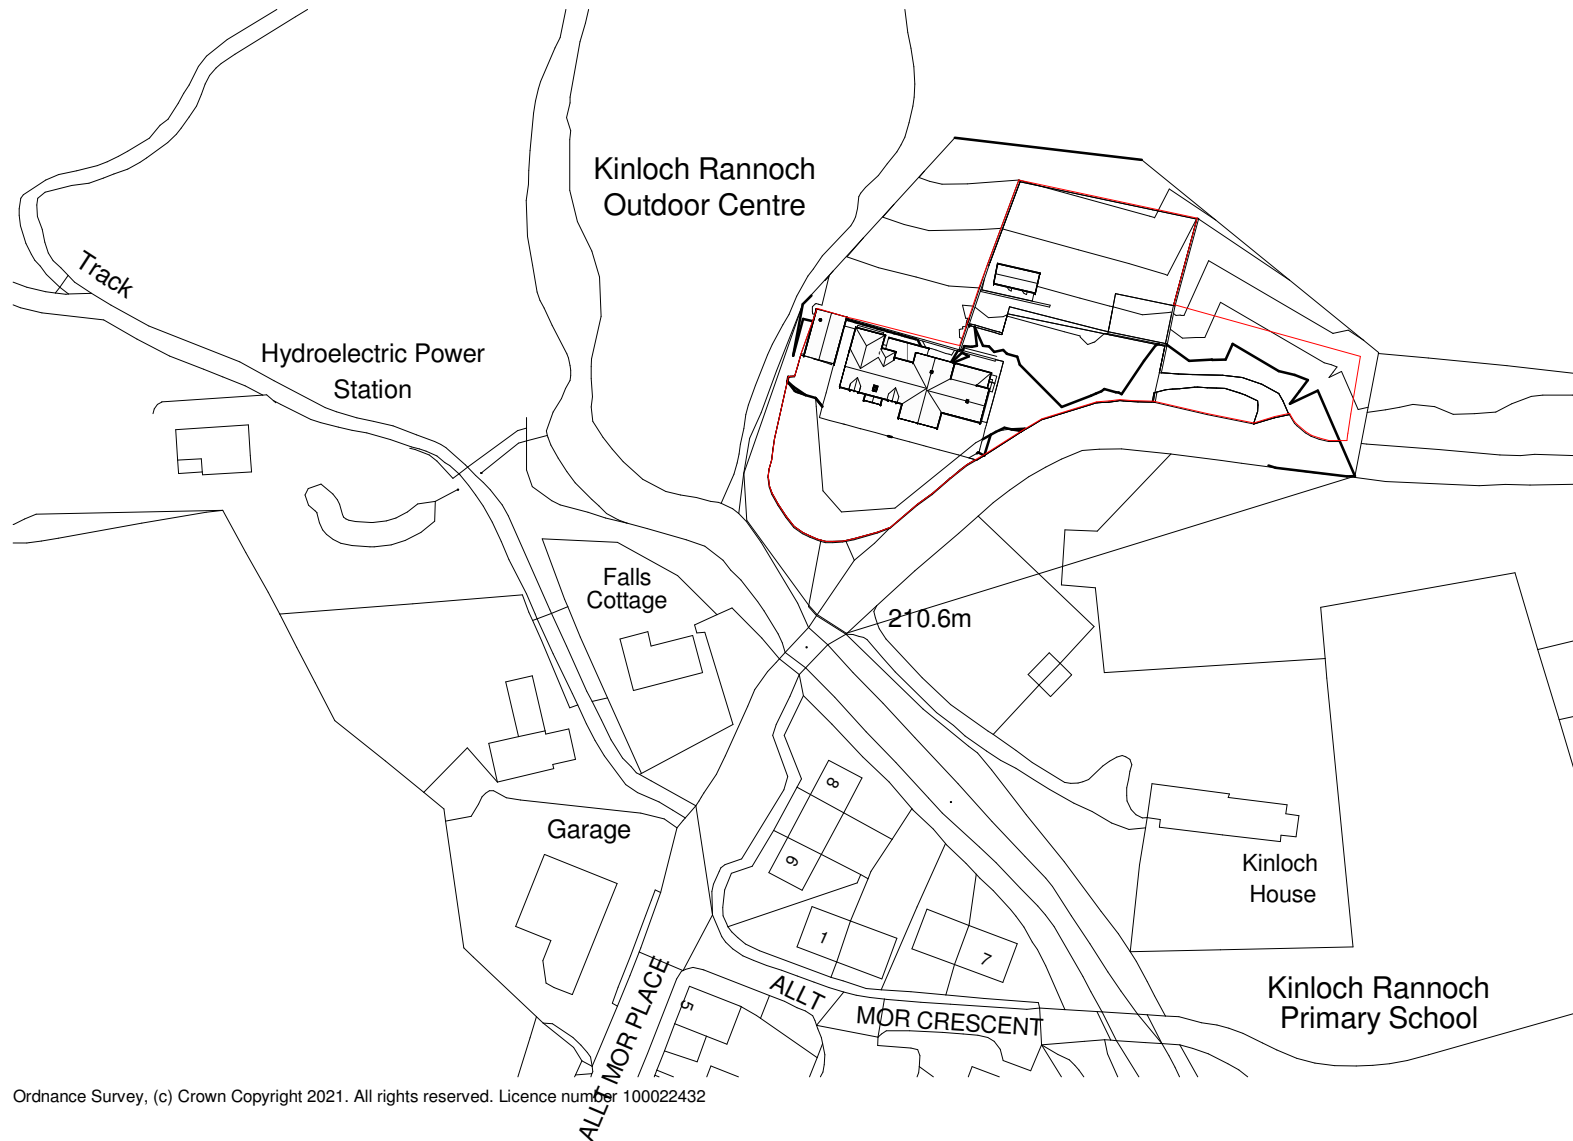 Kinloch Rannoch
Outdoor Centre
Track
Hydroelectric Power
Station
Falls
Cottage
210.6m
8
Garage
6
Kinloch
House
1
7
ALLT
MOR CRESCENT
5
ALLT MOR PLACE
Kinloch Rannoch
Primary School
Ordnance Survey, (c) Crown Copyright 2021. All rights reserved. Licence number 100022432